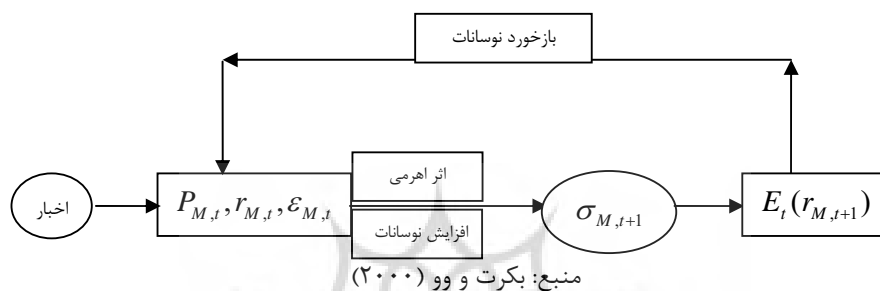 بازخورد نوسانات
اخبار
P_{M,t}, r_{M,t}, ε_{M,t}
اثر اهرمی
افزایش نوسانات
σ_{M,t+1}
E_t(r_{M,t+1})
منبع: بکرت و وو (۲۰۰۰)